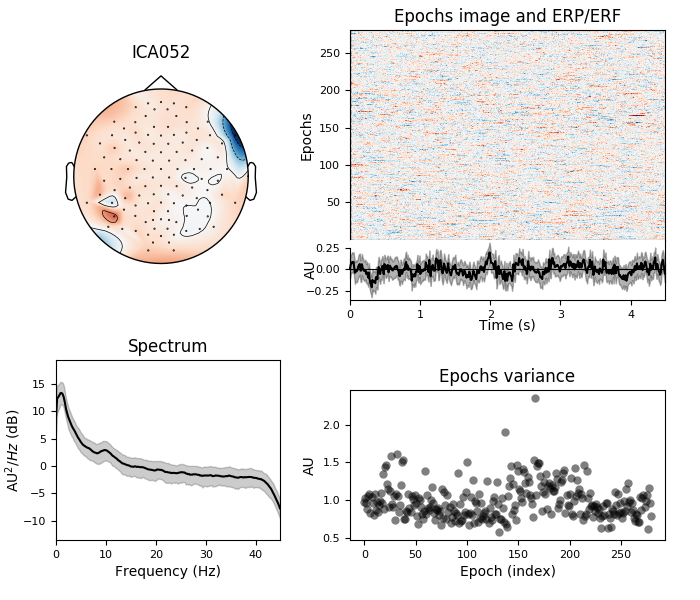 ICA052
Epochs image and ERP/ERF
Epochs
250
200
150
100
50
AU
0.25
0.00
−0.25
0 1 2 3 4
Time (s)
Spectrum
AU²/Hz (dB)
15
10
5
0
−5
−10
0 10 20 30 40
Frequency (Hz)
Epochs variance
AU
2.0
1.5
1.0
0.5
0 50 100 150 200 250
Epoch (index)